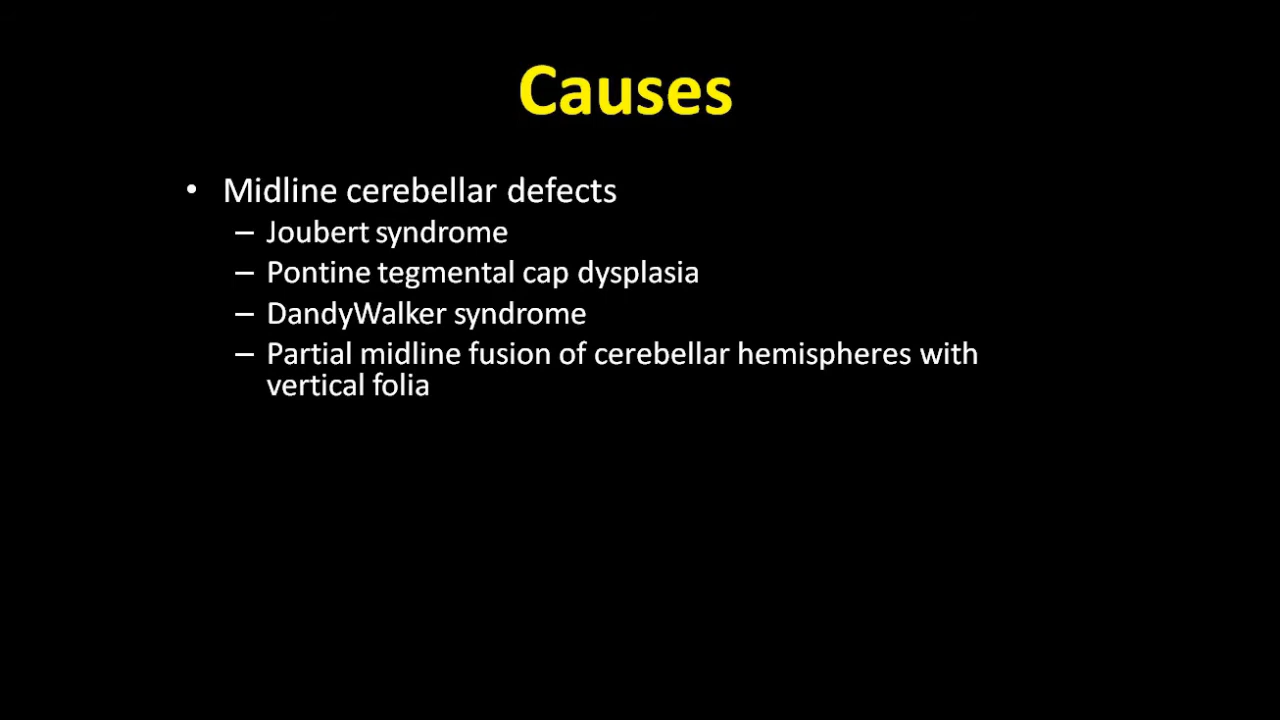 Causes
• Midline cerebellar defects
– Joubert syndrome
– Pontine tegmental cap dysplasia
– DandyWalker syndrome
– Partial midline fusion of cerebellar hemispheres with
vertical folia